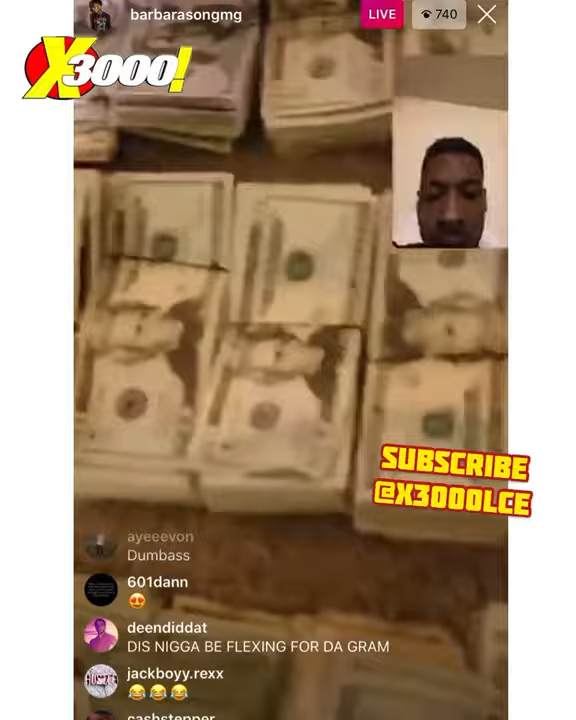 barbarasongmg
LIVE
740
X3000!
SUBSCRIBE
@X3000LCE
ayeeevon
Dumbass
601dann
😍
deendiddat
DIS NIGGA BE FLEXING FOR DA GRAM
jackboyy.rexx
😂😂😂
cashstepper